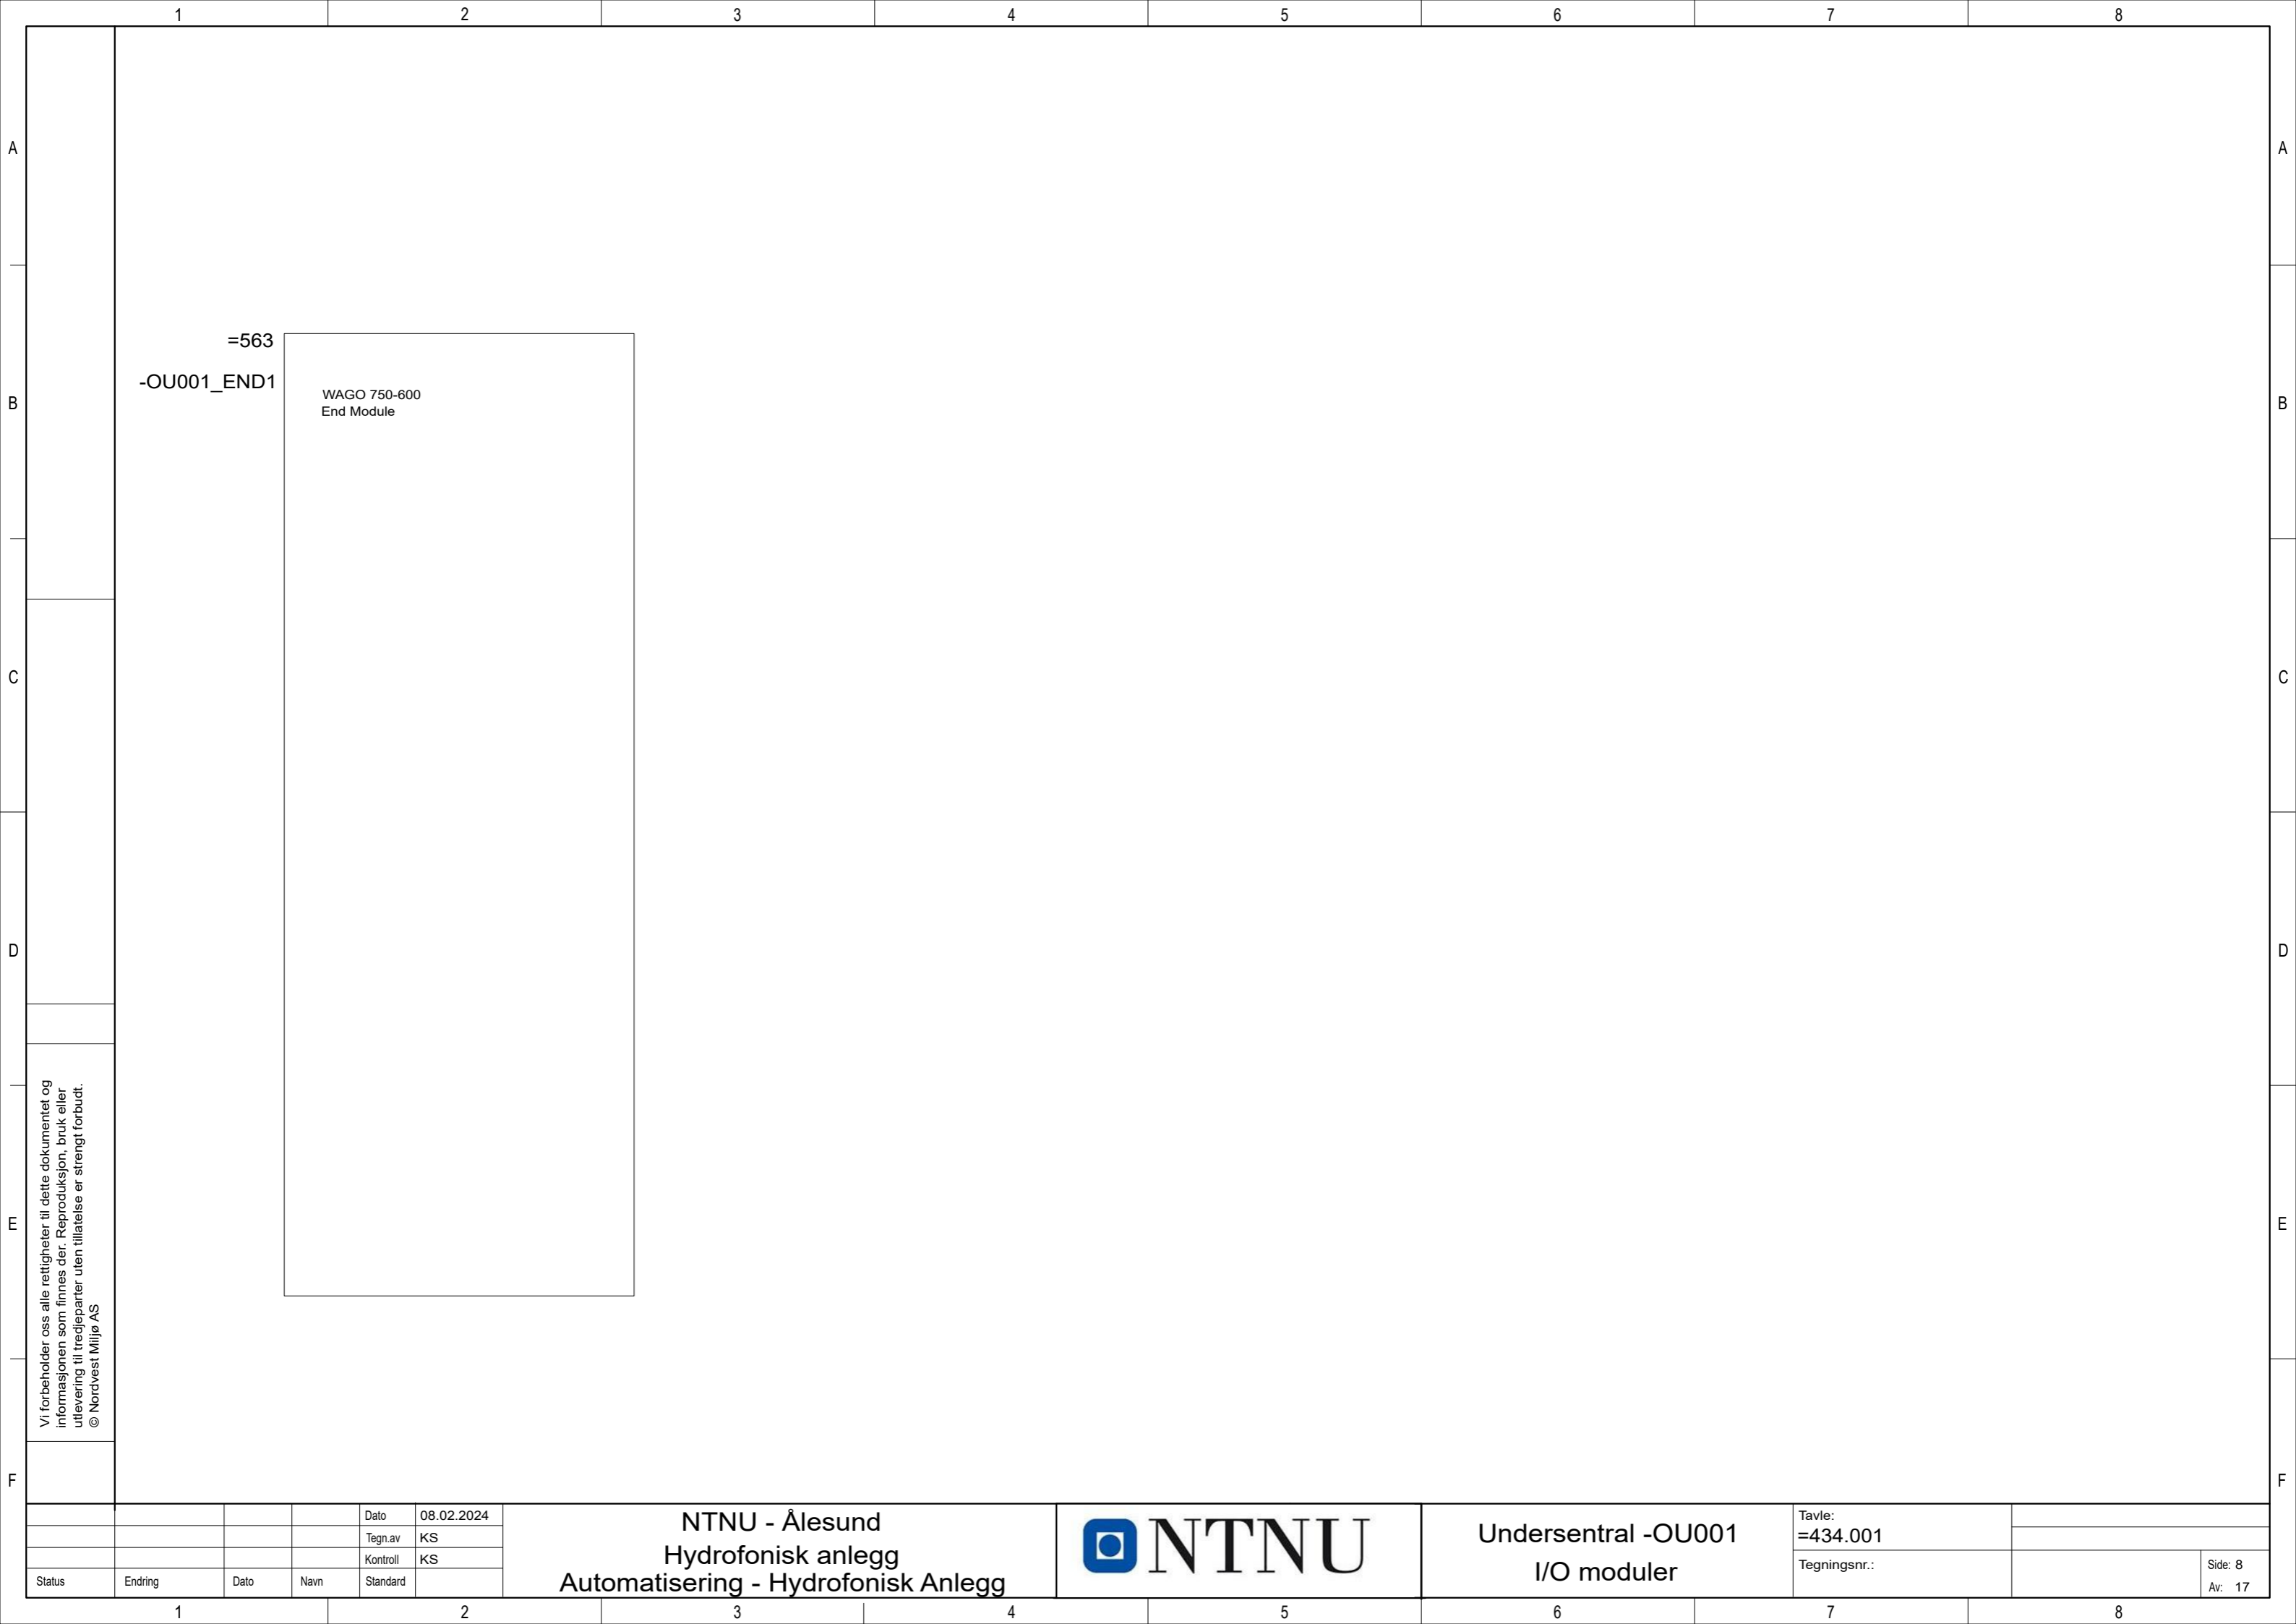 1 2 3 4 5 6 7 8
A A
=563
-OU001_END1
WAGO 750-600
End Module
B B
C C
D D
E E
Vi forbeholder oss alle rettigheter til dette dokumentet og
informasjonen som finnes der. Reproduksjon, bruk eller
utlevering til tredjeparter uten tillatelse er strengt forbudt.
© Nordvest Miljø AS
F F
Dato 08.02.2024
Tegn.av KS
Kontroll KS
Status Endring Dato Navn Standard
NTNU - Ålesund
Hydrofonisk anlegg
Automatisering - Hydrofonisk Anlegg
NTNU
Undersentral -OU001
I/O moduler
Tavle:
=434.001
Tegningsnr.:
Side: 8
Av: 17
1 2 3 4 5 6 7 8